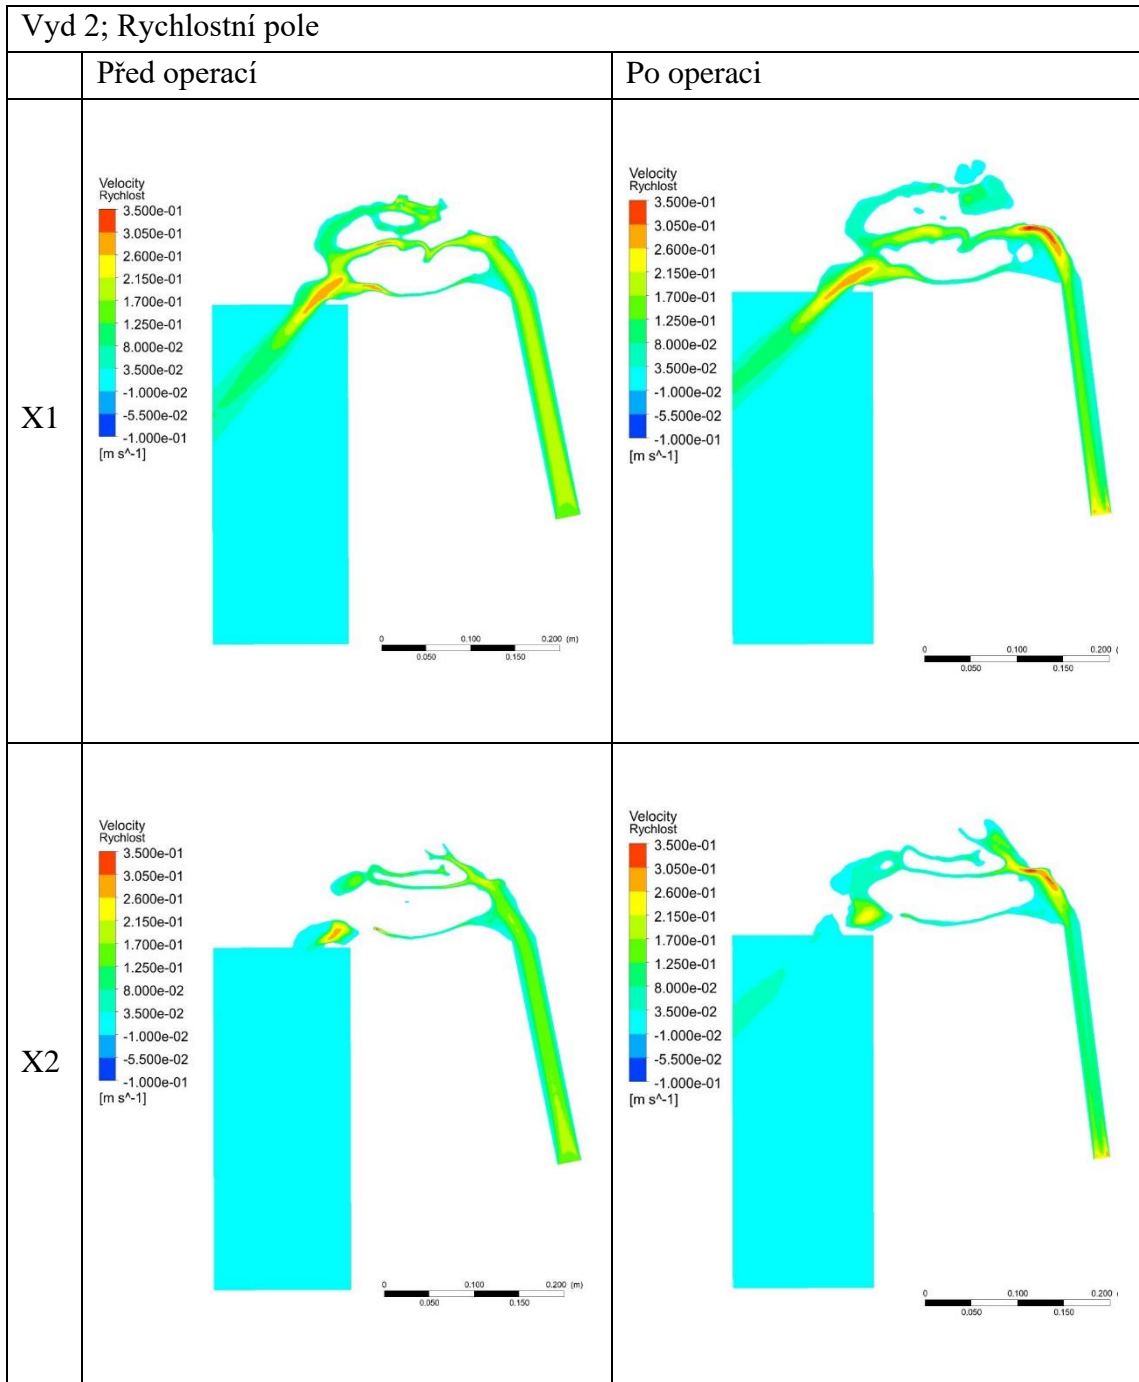 Vyd 2; Rychlostní pole
Před operací
Po operaci
X1
Velocity
Rychlost
3.500e-01
3.050e-01
2.600e-01
2.150e-01
1.700e-01
1.250e-01
8.000e-02
3.500e-02
-1.000e-02
-5.500e-02
-1.000e-01
[m s^-1]
0 0.100 0.200 (m)
0.050 0.150
Velocity
Rychlost
3.500e-01
3.050e-01
2.600e-01
2.150e-01
1.700e-01
1.250e-01
8.000e-02
3.500e-02
-1.000e-02
-5.500e-02
-1.000e-01
[m s^-1]
0 0.100 0.200 (
0.050 0.150
X2
Velocity
Rychlost
3.500e-01
3.050e-01
2.600e-01
2.150e-01
1.700e-01
1.250e-01
8.000e-02
3.500e-02
-1.000e-02
-5.500e-02
-1.000e-01
[m s^-1]
0 0.100 0.200 (m)
0.050 0.150
Velocity
Rychlost
3.500e-01
3.050e-01
2.600e-01
2.150e-01
1.700e-01
1.250e-01
8.000e-02
3.500e-02
-1.000e-02
-5.500e-02
-1.000e-01
[m s^-1]
0 0.100 0.200 (
0.050 0.150